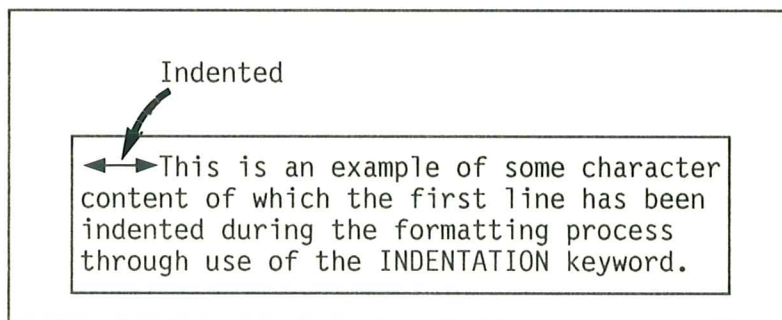 Indented
This is an example of some character
content of which the first line has been
indented during the formatting process
through use of the INDENTATION keyword.